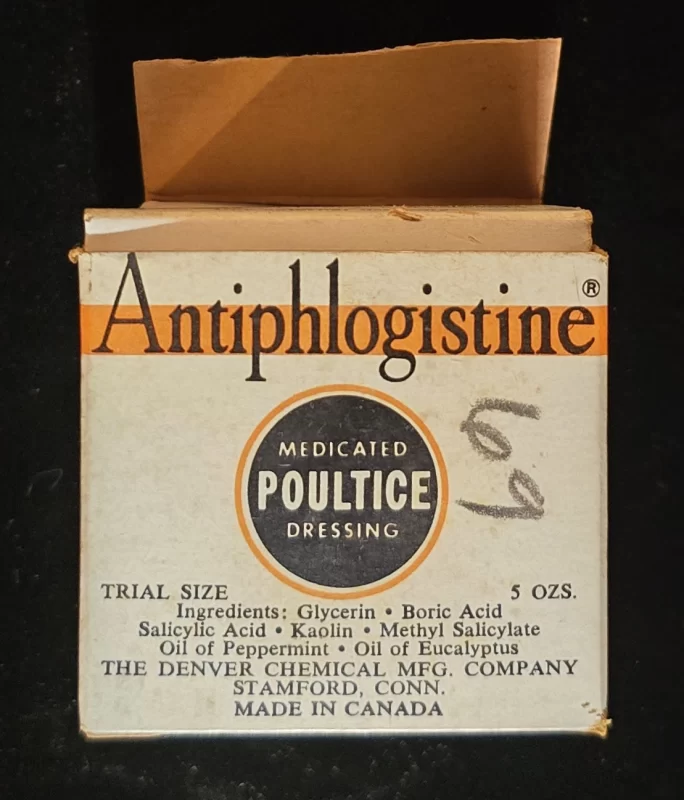 Antiphlogistine®
MEDICATED
POULTICE
DRESSING
69
TRIAL SIZE 5 OZS.
Ingredients: Glycerin • Boric Acid
Salicylic Acid • Kaolin • Methyl Salicylate
Oil of Peppermint • Oil of Eucalyptus
THE DENVER CHEMICAL MFG. COMPANY
STAMFORD, CONN.
MADE IN CANADA